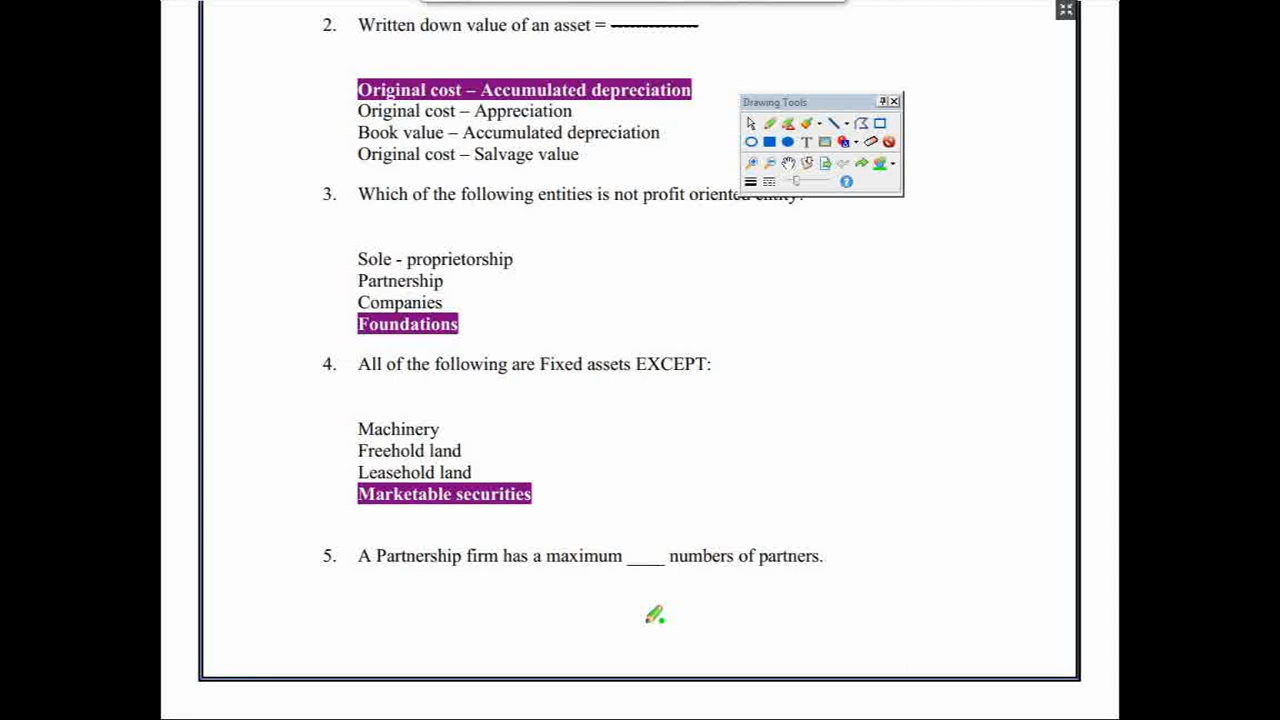 2. Written down value of an asset = --------------
Original cost – Accumulated depreciation
Original cost – Appreciation
Book value – Accumulated depreciation
Original cost – Salvage value
Drawing Tools
3. Which of the following entities is not profit oriented entity?
Sole - proprietorship
Partnership
Companies
Foundations
4. All of the following are Fixed assets EXCEPT:
Machinery
Freehold land
Leasehold land
Marketable securities
5. A Partnership firm has a maximum ____ numbers of partners.